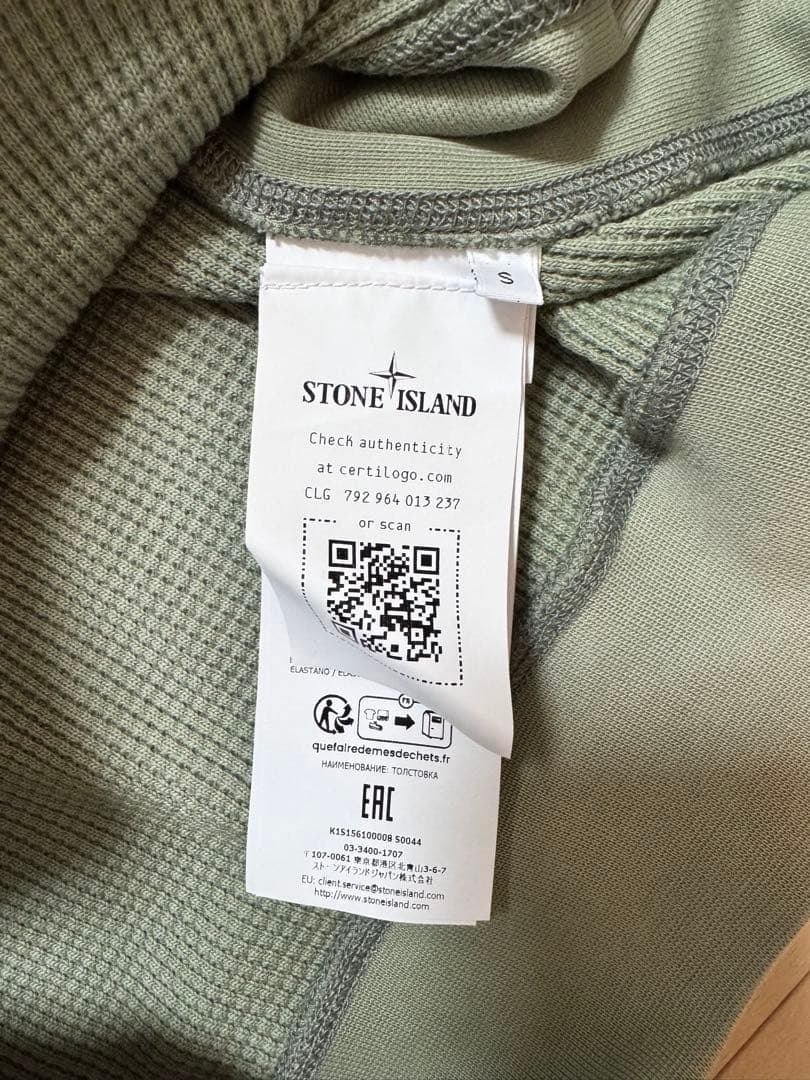 S
STONE ISLAND
Check authenticity
at certilogo.com
CLG 792 964 013 237
or scan
ELASTANO /
FR
quefairedemesdechets.fr
НАИМЕНОВАНИЕ: ТОЛСТОВКА
EAC
K1S156100008 S0044
03-3400-1707
〒107-0061 東京都港区北青山3-6-7
ストーンアイランドジャパン株式会社
EU: client.service@stoneisland.com
http://www.stoneisland.com